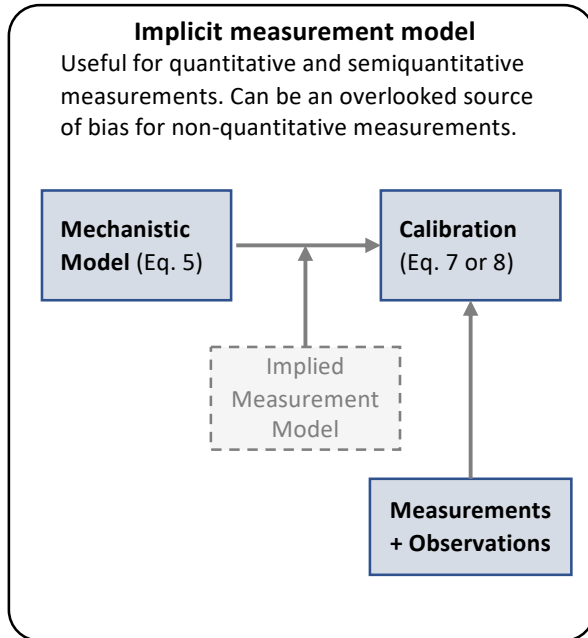 Implicit measurement model
Useful for quantitative and semiquantitative
measurements. Can be an overlooked source
of bias for non-quantitative measurements.
Mechanistic
Model (Eq. 5)
Calibration
(Eq. 7 or 8)
Implied
Measurement
Model
Measurements
+ Observations